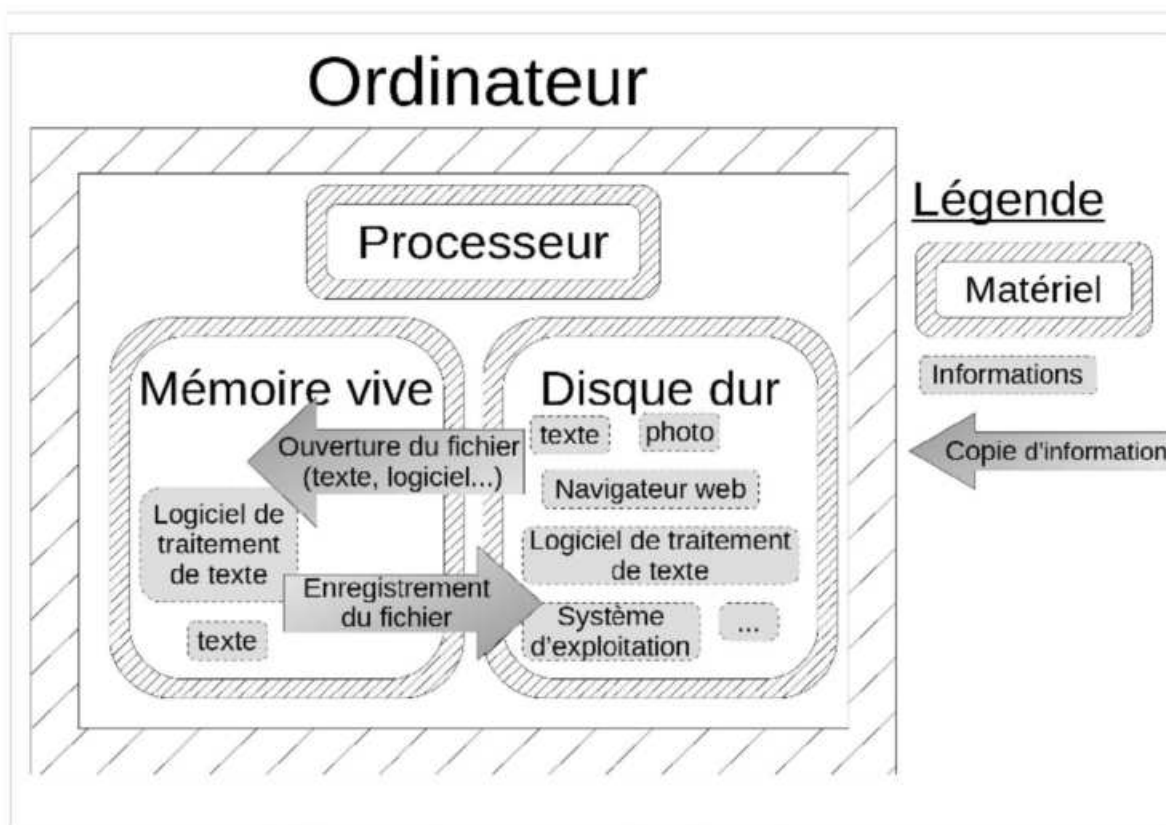 Ordinateur
Processeur
Mémoire vive
Ouverture du fichier
(texte, logiciel...)
Logiciel de
traitement
de texte
Enregistrement
du fichier
texte
Disque dur
texte
photo
Navigateur web
Logiciel de traitement
de texte
Système
d'exploitation
...
Légende
Matériel
Informations
Copie d'information